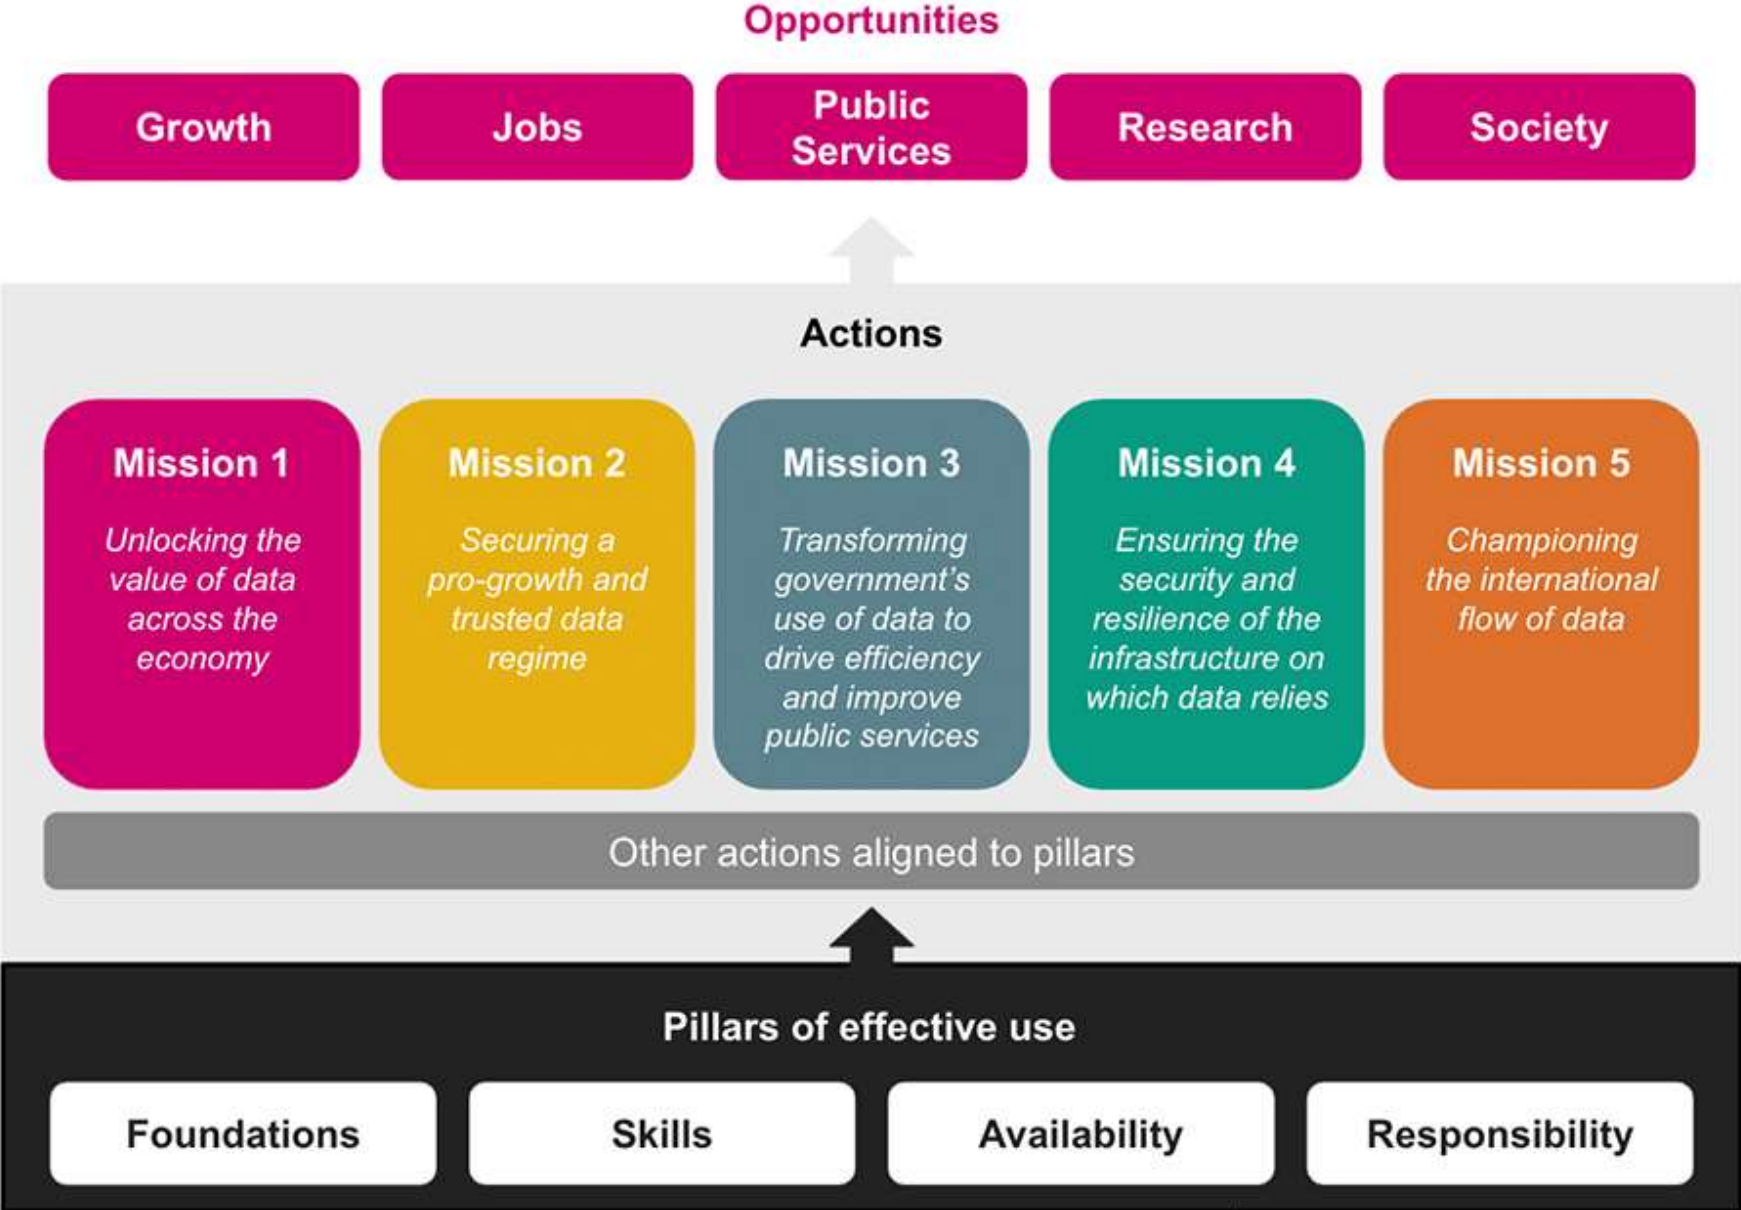 Opportunities
Growth
Jobs
Public
Services
Research
Society
Actions
Mission 1
Unlocking the
value of data
across the
economy
Mission 2
Securing a
pro-growth and
trusted data
regime
Mission 3
Transforming
government's
use of data to
drive efficiency
and improve
public services
Mission 4
Ensuring the
security and
resilience of the
infrastructure on
which data relies
Mission 5
Championing
the international
flow of data
Other actions aligned to pillars
Pillars of effective use
Foundations
Skills
Availability
Responsibility